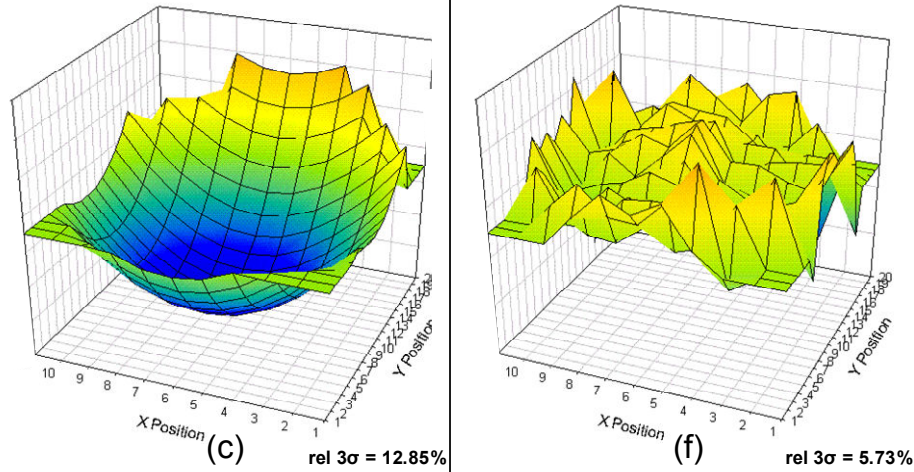 10 9 8 7 6 5 4 3 2 1
X Position
Y Position
(c)
rel 3σ = 12.85%
10 9 8 7 6 5 4 3 2 1
X Position
20
Y Position
(f)
rel 3σ = 5.73%